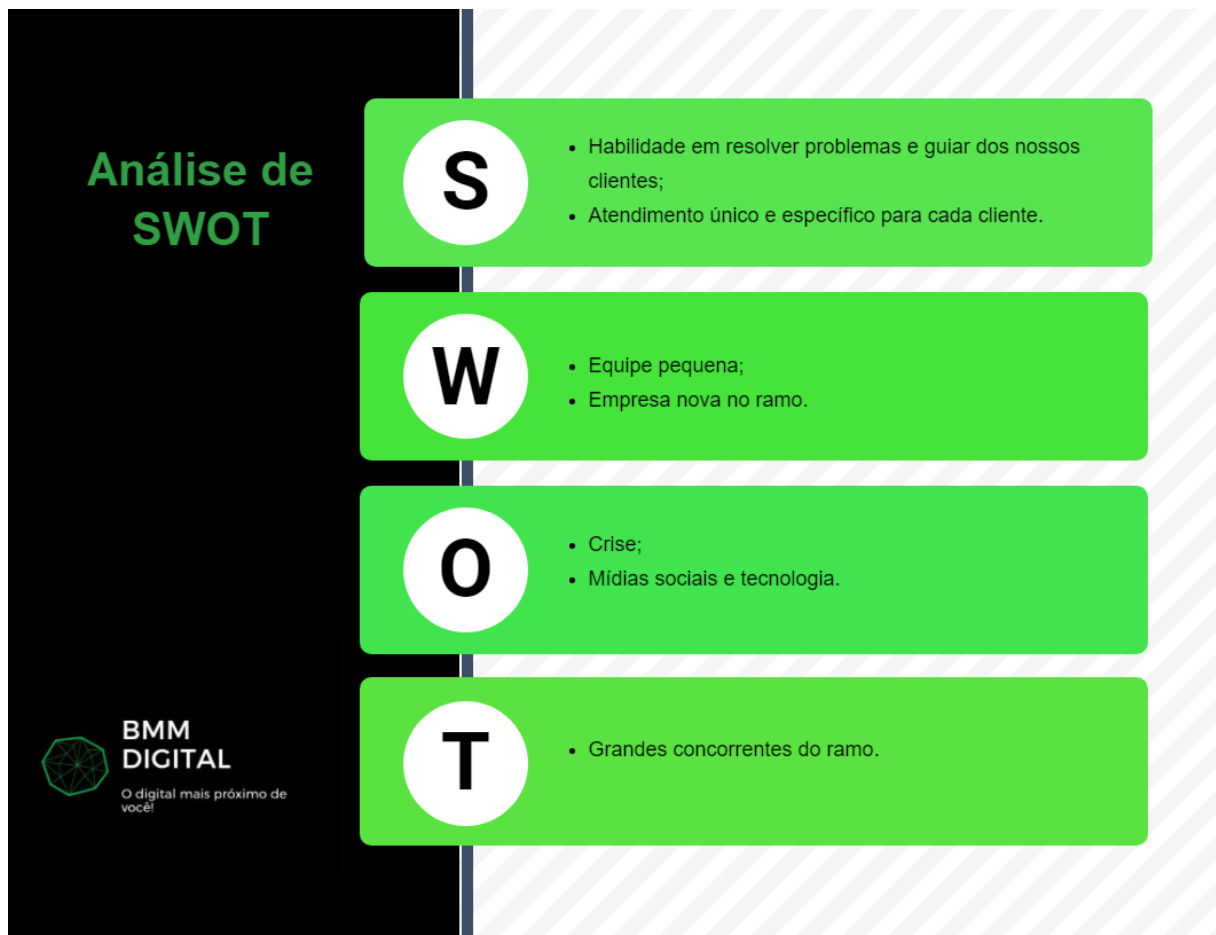 Análise de
SWOT
S
• Habilidade em resolver problemas e guiar dos nossos
clientes;
• Atendimento único e específico para cada cliente.
W
• Equipe pequena;
• Empresa nova no ramo.
O
• Crise;
• Mídias sociais e tecnologia.
T
• Grandes concorrentes do ramo.
BMM
DIGITAL
O digital mais próximo de
você!